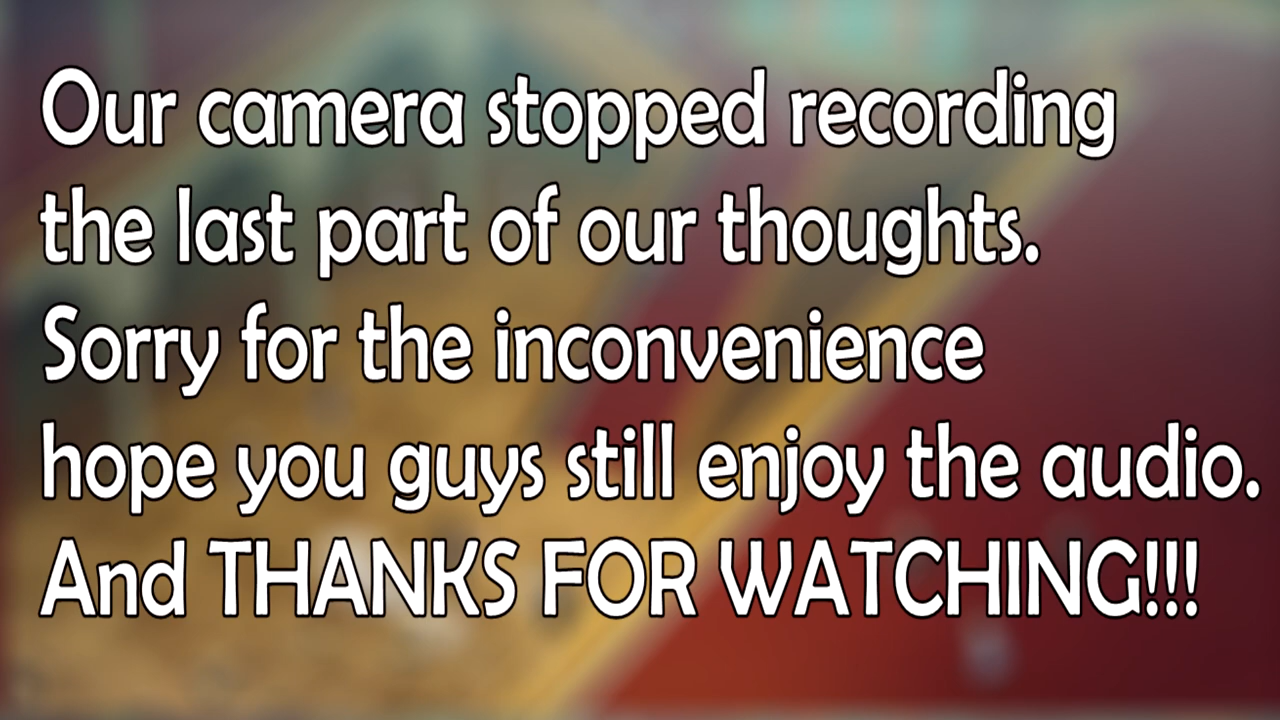 Our camera stopped recording
the last part of our thoughts.
Sorry for the inconvenience
hope you guys still enjoy the audio.
And THANKS FOR WATCHING!!!